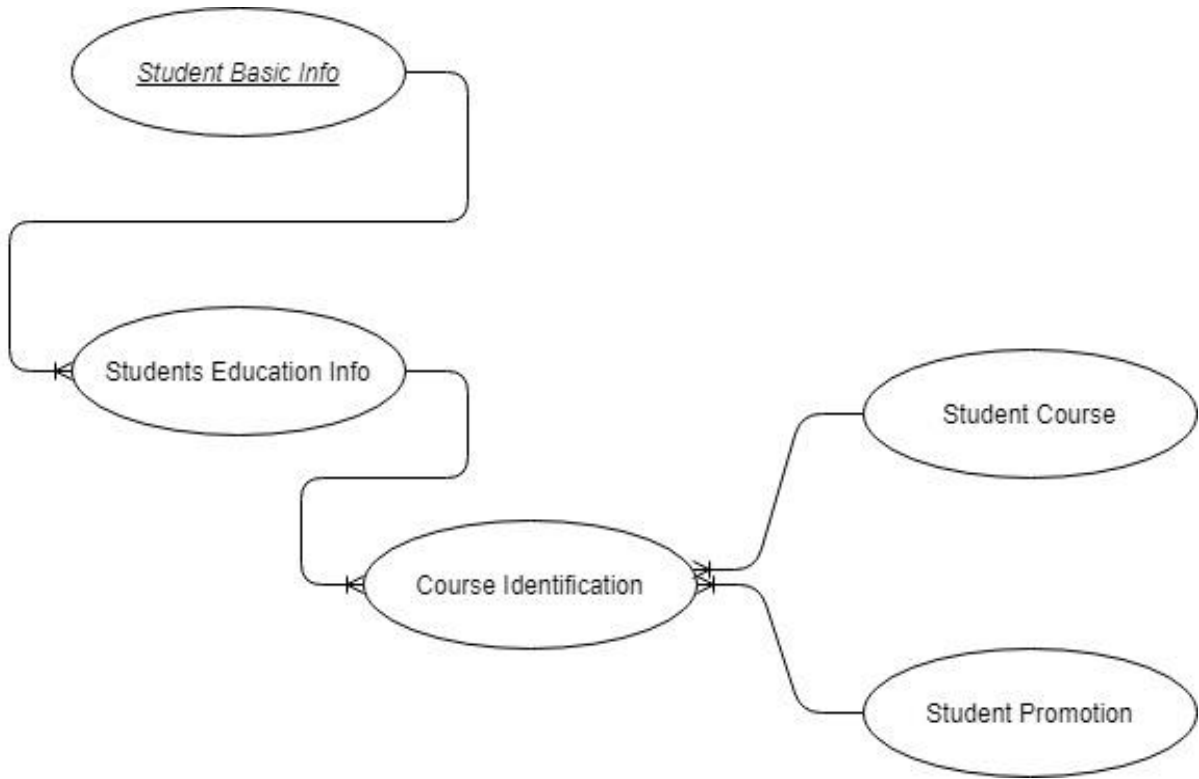 Student Basic Info
Students Education Info
Student Course
Course Identification
Student Promotion